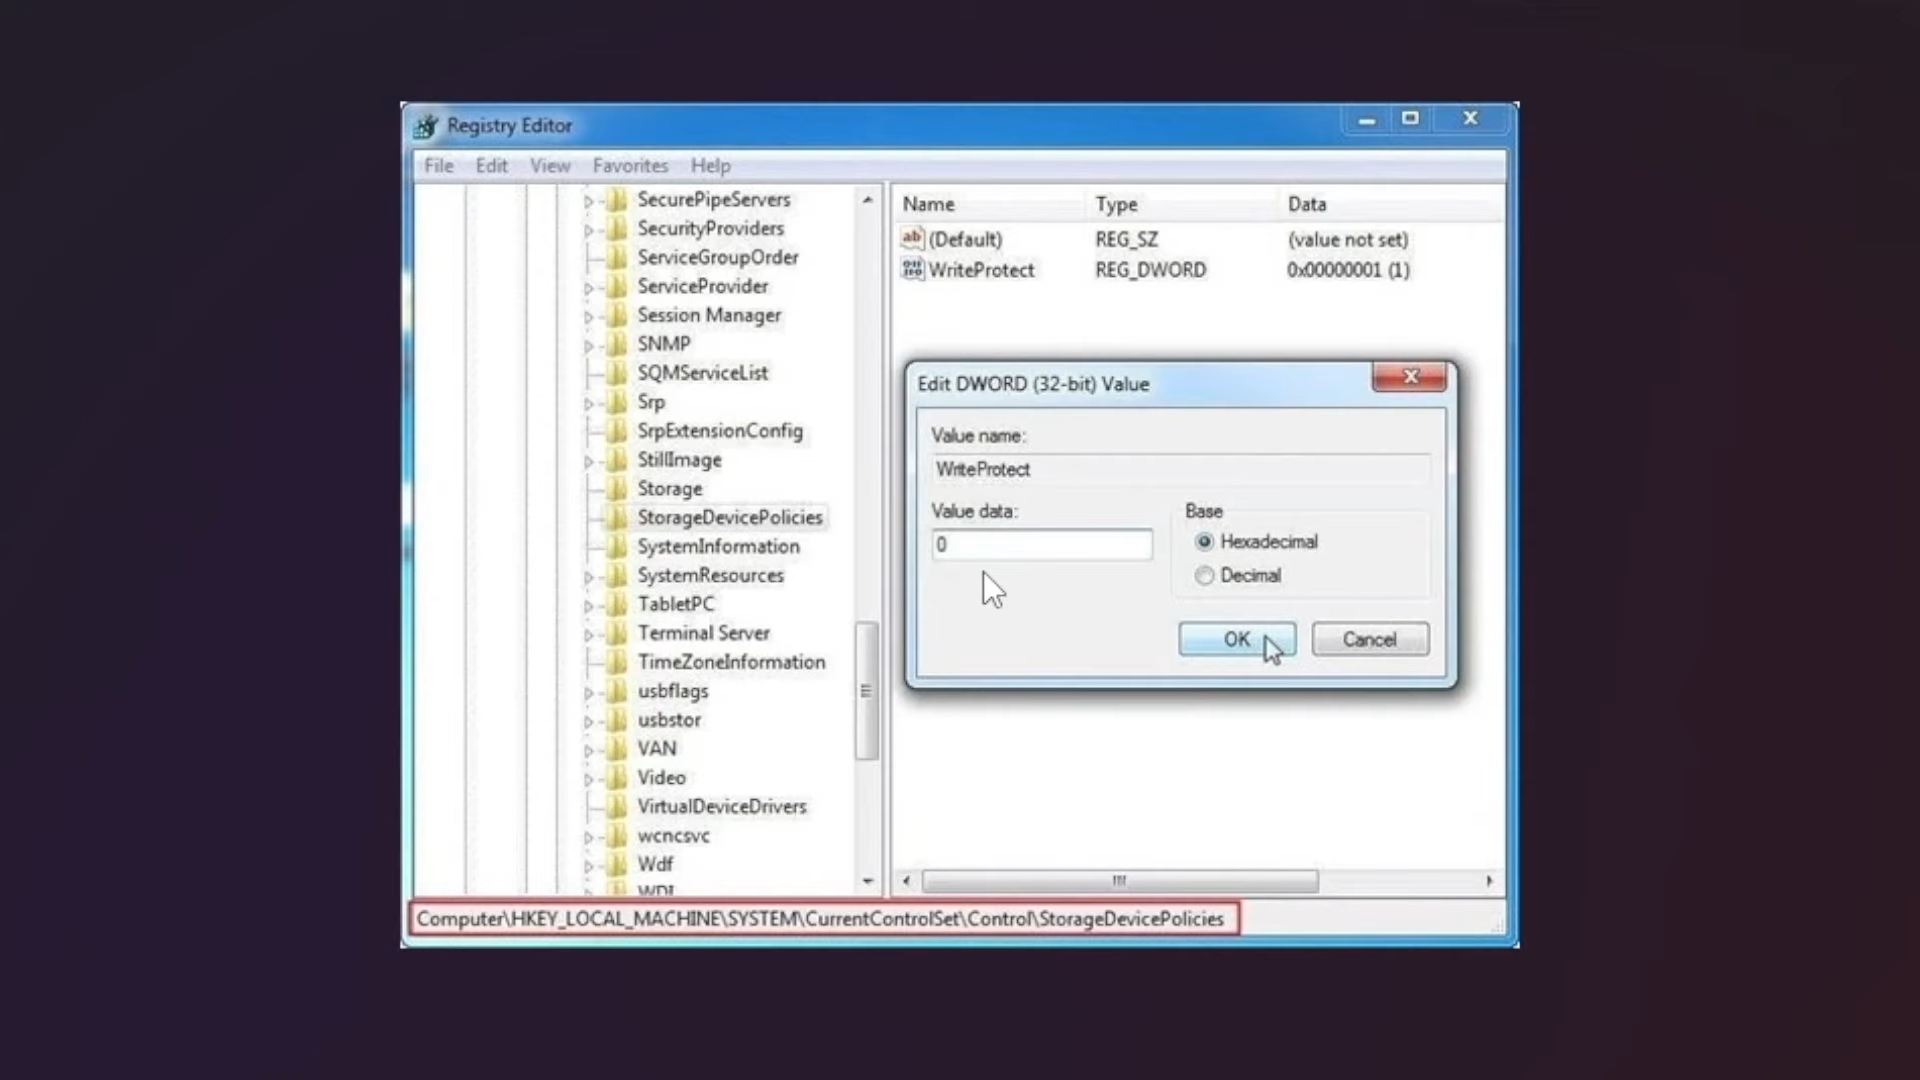 Registry Editor
File Edit View Favorites Help
SecurePipeServers
SecurityProviders
ServiceGroupOrder
ServiceProvider
Session Manager
SNMP
SQMServiceList
Srp
SrpExtensionConfig
StillImage
Storage
StorageDevicePolicies
SystemInformation
SystemResources
TabletPC
Terminal Server
TimeZoneInformation
usbflags
usbstor
VAN
Video
VirtualDeviceDrivers
wcncsvc
Wdf
WDI
Name Type Data
(Default) REG_SZ (value not set)
WriteProtect REG_DWORD 0x00000001 (1)
Edit DWORD (32-bit) Value
Value name:
WriteProtect
Value data:
0
Base
Hexadecimal
Decimal
OK Cancel
Computer\HKEY_LOCAL_MACHINE\SYSTEM\CurrentControlSet\Control\StorageDevicePolicies